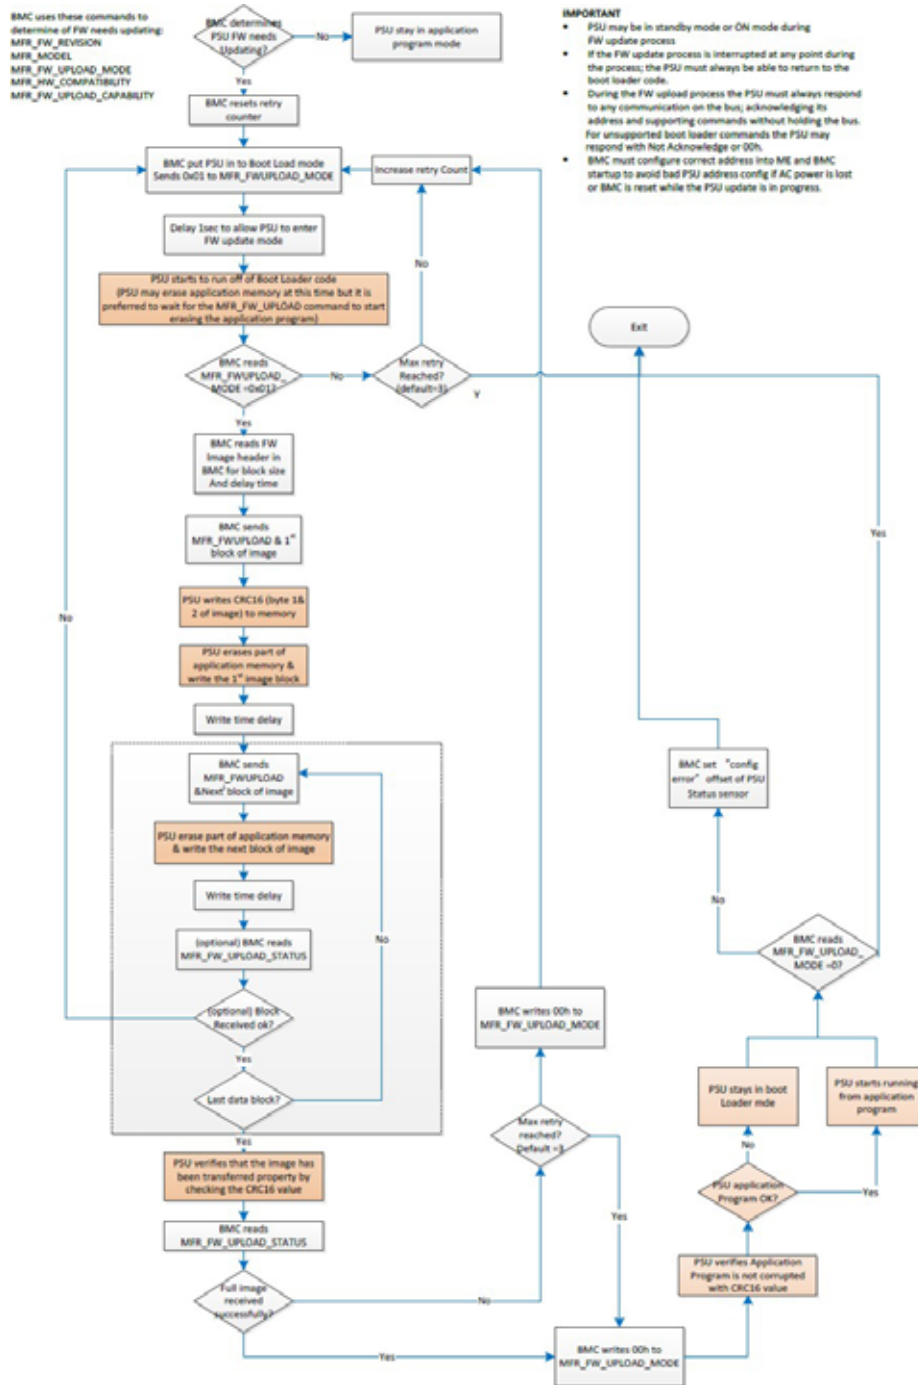 BMC uses these commands to
determine of FW needs updating:
MFR_FW_REVISION
MFR_MODEL
MFR_FW_UPLOAD_MODE
MFR_HW_COMPATIBILITY
MFR_FW_UPLOAD_CAPABILITY
BMC determines
PSU FW needs
Updating?
No
PSU stay in application
program mode
IMPORTANT
• PSU may be in standby mode or ON mode during
FW update process
• If the FW update process is interrupted at any point during
the process; the PSU must always be able to return to the
boot loader code.
• During the FW upload process the PSU must always respond
to any communication on the bus; acknowledging its
address and supporting commands without holding the bus.
For unsupported boot loader commands the PSU may
respond with Not Acknowledge or 00h.
• BMC must configure correct address into ME and BMC
startup to avoid bad PSU address config if AC power is lost
or BMC is reset while the PSU update is in progress.
Yes
BMC resets retry
counter
BMC put PSU in to Boot Load mode
Sends 0x01 to MFR_FWUPLOAD_MODE
Increase retry Count
Delay 1sec to allow PSU to enter
FW update mode
No
PSU starts to run off of Boot Loader code
(PSU may erase application memory at this time but it is
preferred to wait for the MFR_FW_UPLOAD command to start
erasing the application program)
Exit
BMC reads
MFR_FWUPLOAD_
MODE =0x01?
No
Max retry
Reached?
(default=3)
Y
Yes
BMC reads FW
Image header in
BMC for block size
And delay time
BMC sends
MFR_FWUPLOAD & 1st
block of image
Yes
PSU writes CRC16 (byte 1&
2 of image) to memory
No
PSU erases part of
application memory &
write the 1st image block
Write time delay
BMC sends
MFR_FWUPLOAD
&Next block of image
BMC set "config
error" offset of PSU
Status sensor
PSU erase part of application memory
& write the next block of image
Write time delay
No
No
(optional) BMC reads
MFR_FW_UPLOAD_STATUS
BMC reads
MFR_FW_UPLOAD_
MODE =0?
(optional) Block
Received ok?
BMC writes 00h to
MFR_FW_UPLOAD_MODE
Yes
Last data block?
PSU stays in boot
Loader mde
PSU starts running
from application
program
Max retry
reached?
Default =3
Yes
No
PSU verifies that the image has
been transferred property by
checking the CRC16 value
PSU application
Program OK?
Yes
BMC reads
MFR_FW_UPLOAD_STATUS
Yes
PSU verifies Application
Program is not corrupted
with CRC16 value
Full image
received
successfully?
No
Yes
BMC writes 00h to
MFR_FW_UPLOAD_MODE